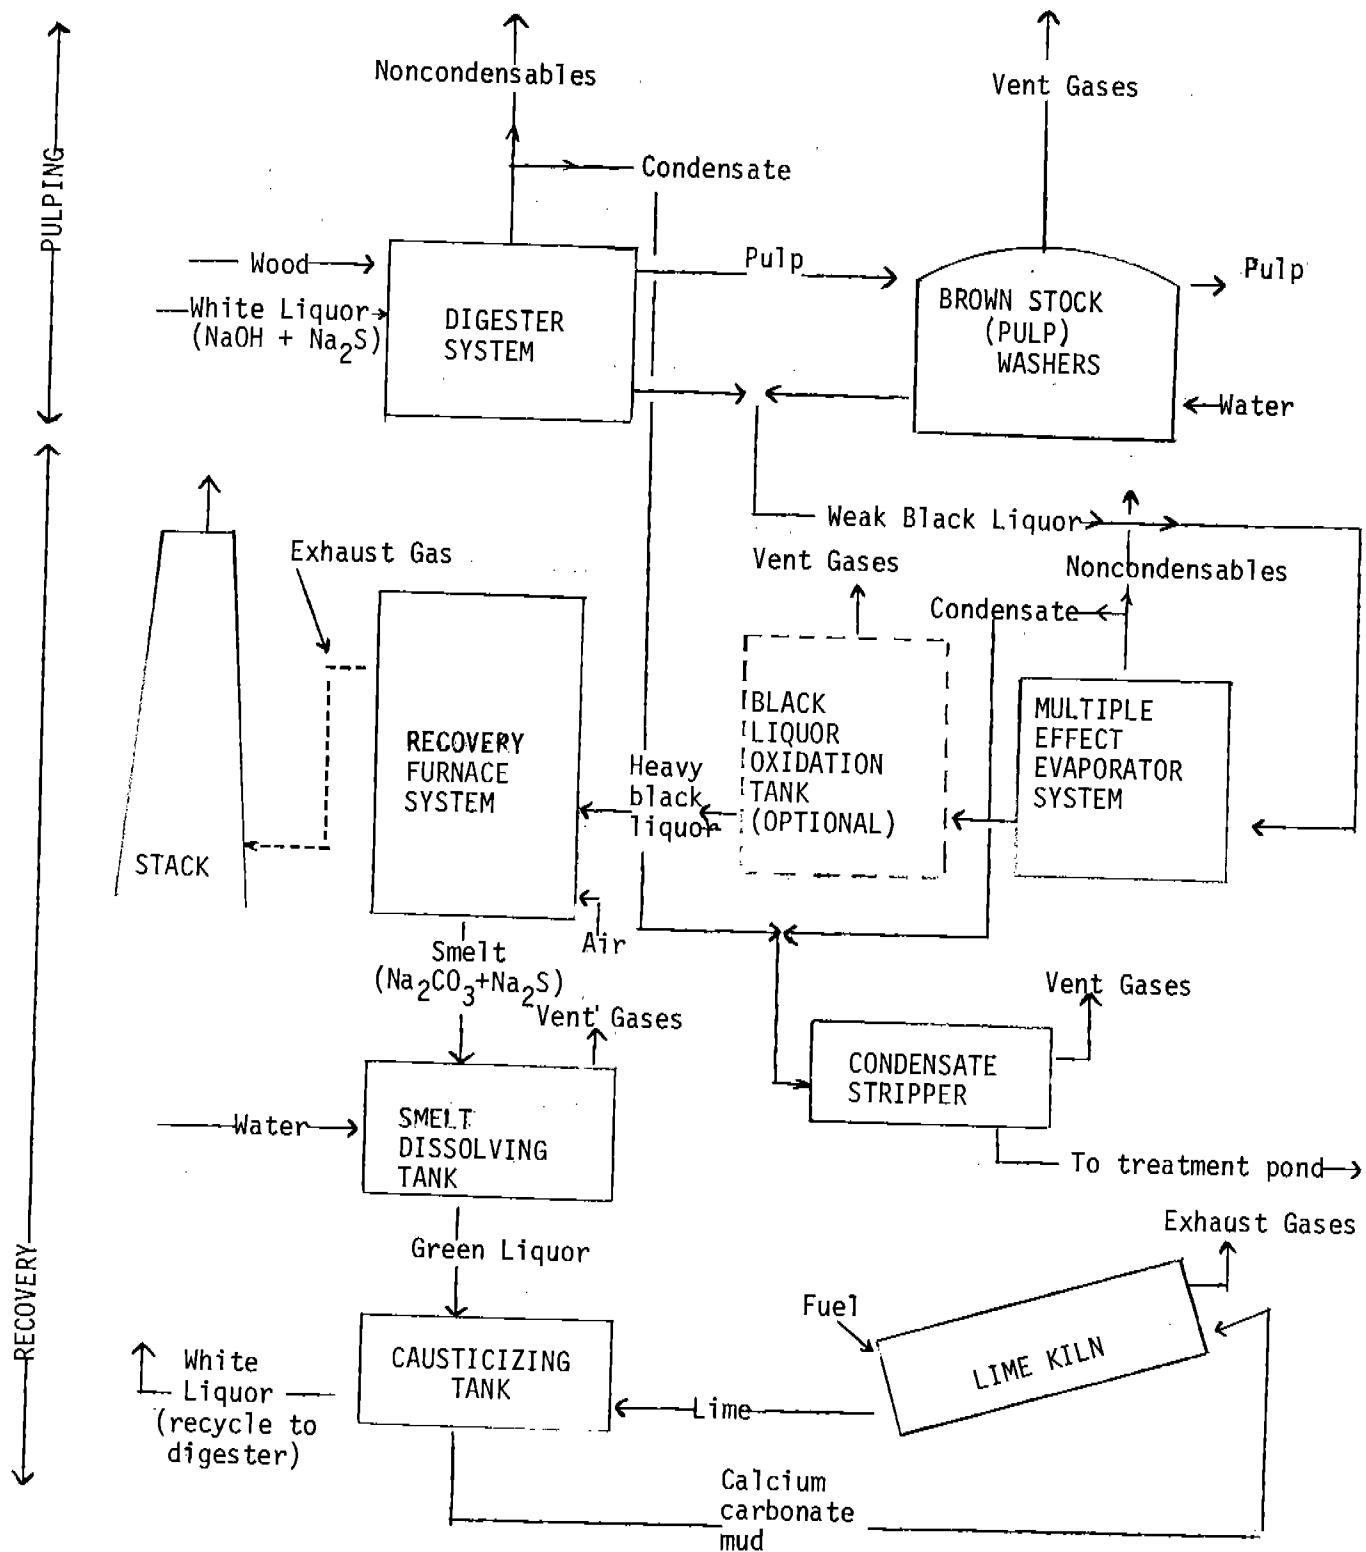 Noncondensables
Vent Gases
PULPING
Condensate
Wood
Pulp
Pulp
White Liquor
(NaOH + Na2S)
DIGESTER
SYSTEM
BROWN STOCK
(PULP)
WASHERS
Water
Weak Black Liquor
Exhaust Gas
Vent Gases
Noncondensables
Condensate
BLACK
LIQUOR
OXIDATION
TANK
(OPTIONAL)
MULTIPLE
EFFECT
EVAPORATOR
SYSTEM
RECOVERY
FURNACE
SYSTEM
Heavy
black
liquor
STACK
Air
Smelt
(Na2CO3+Na2S)
Vent Gases
Vent Gases
CONDENSATE
STRIPPER
Water
SMELT
DISSOLVING
TANK
To treatment pond
Exhaust Gases
Green Liquor
RECOVERY
Fuel
LIME KILN
White
Liquor
(recycle to
digester)
CAUSTICIZING
TANK
Lime
Calcium
carbonate
mud